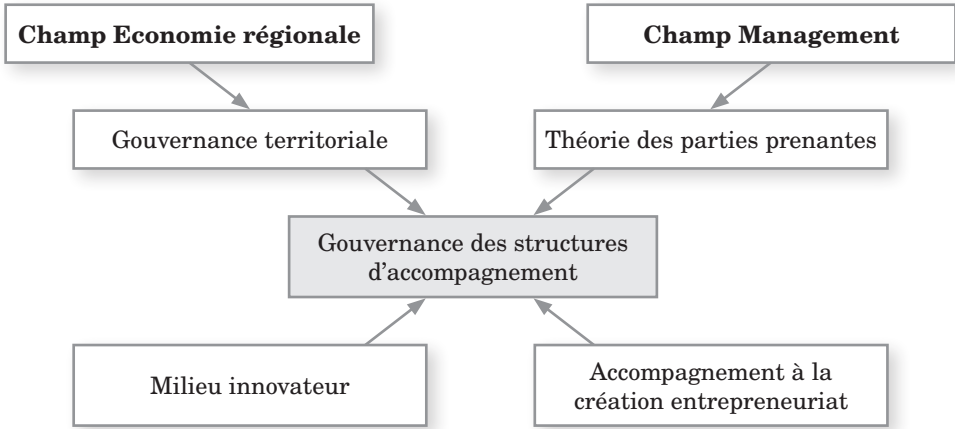 Champ Economie régionale
Champ Management
Gouvernance territoriale
Théorie des parties prenantes
Gouvernance des structures
d’accompagnement
Milieu innovateur
Accompagnement à la
création entrepreneuriat